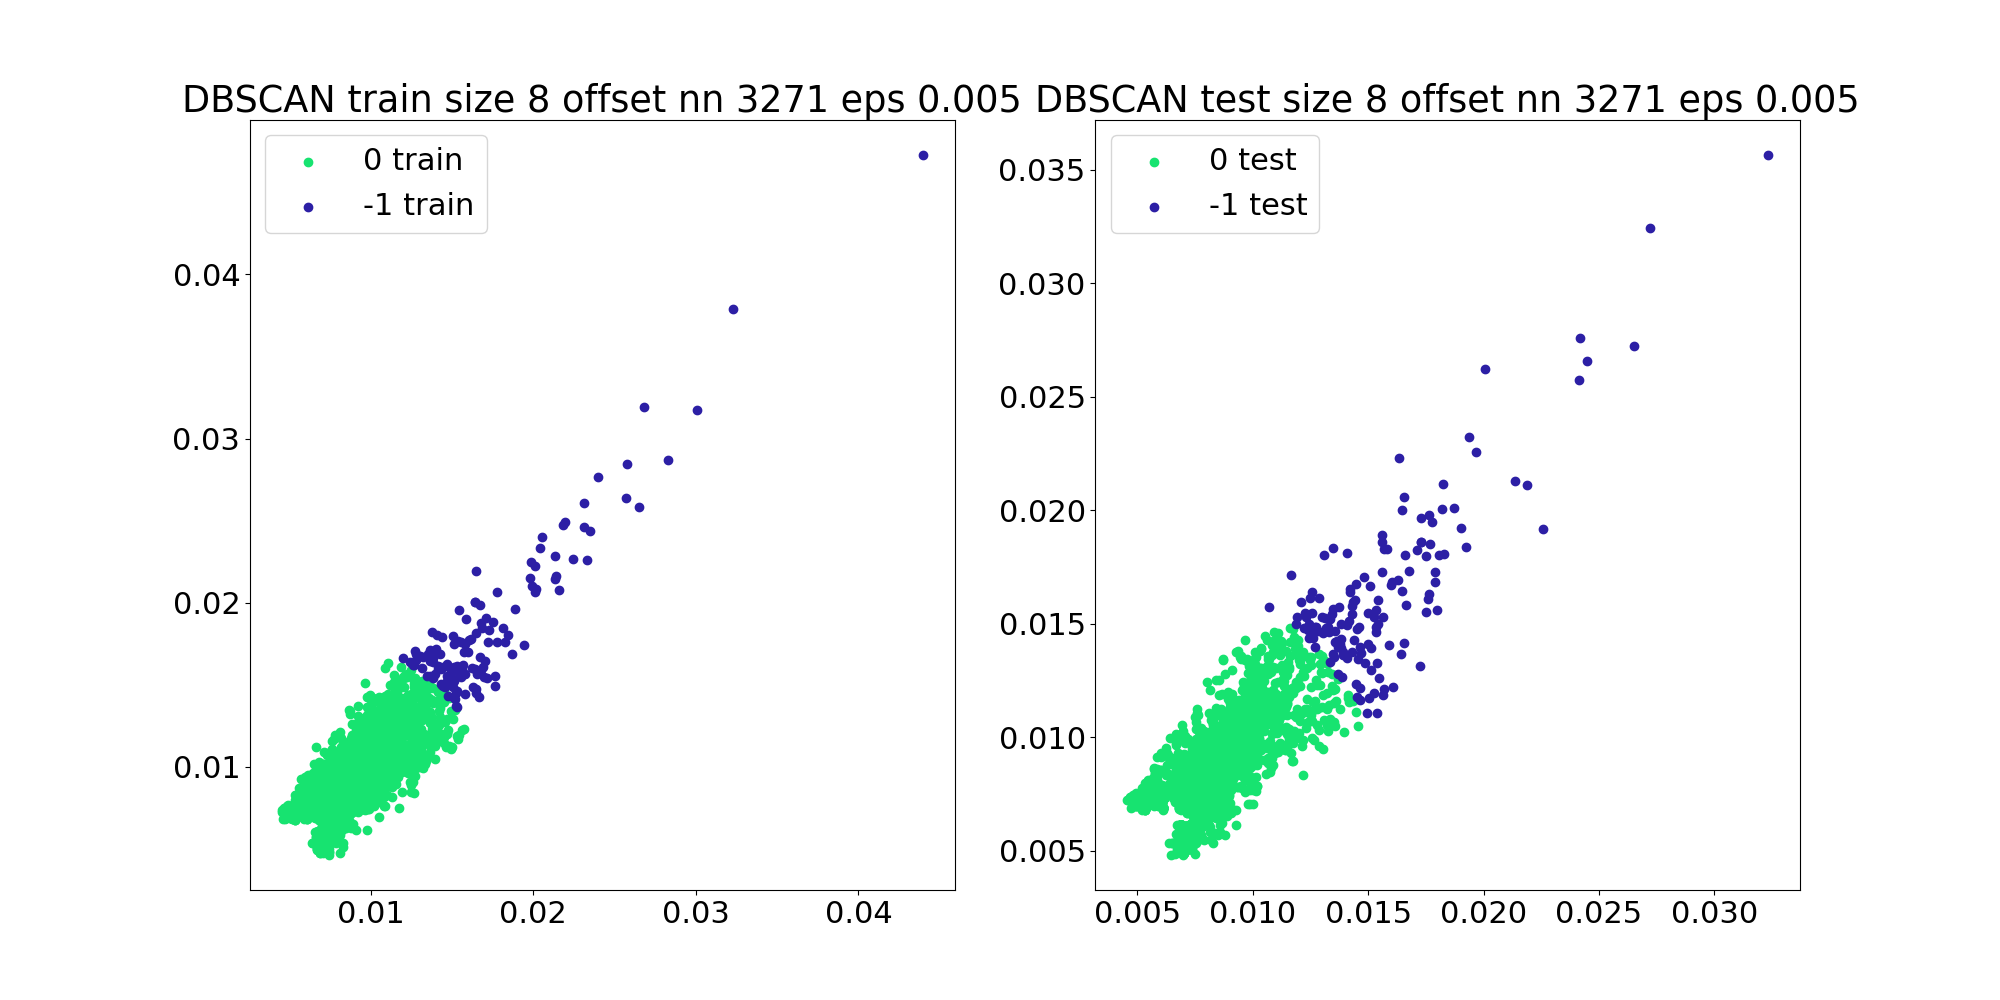 DBSCAN train size 8 offset nn 3271 eps 0.005
0 train
-1 train
0.04
0.03
0.02
0.01
0.01 0.02 0.03 0.04
DBSCAN test size 8 offset nn 3271 eps 0.005
0 test
-1 test
0.035
0.030
0.025
0.020
0.015
0.010
0.005
0.005 0.010 0.015 0.020 0.025 0.030